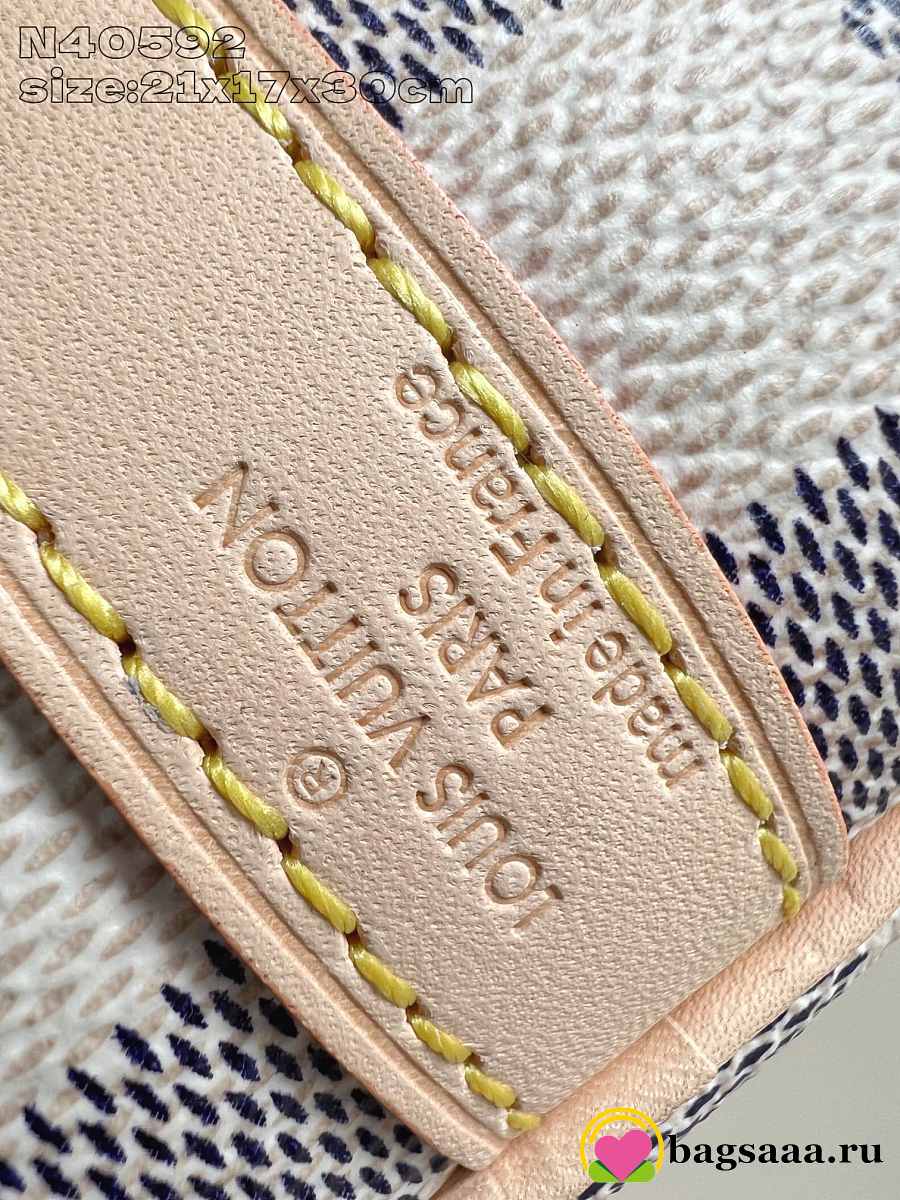 N40592
size:21x17x30cm
LOUIS VUITTON ®
PARIS
made in France
bagsaaa.ru